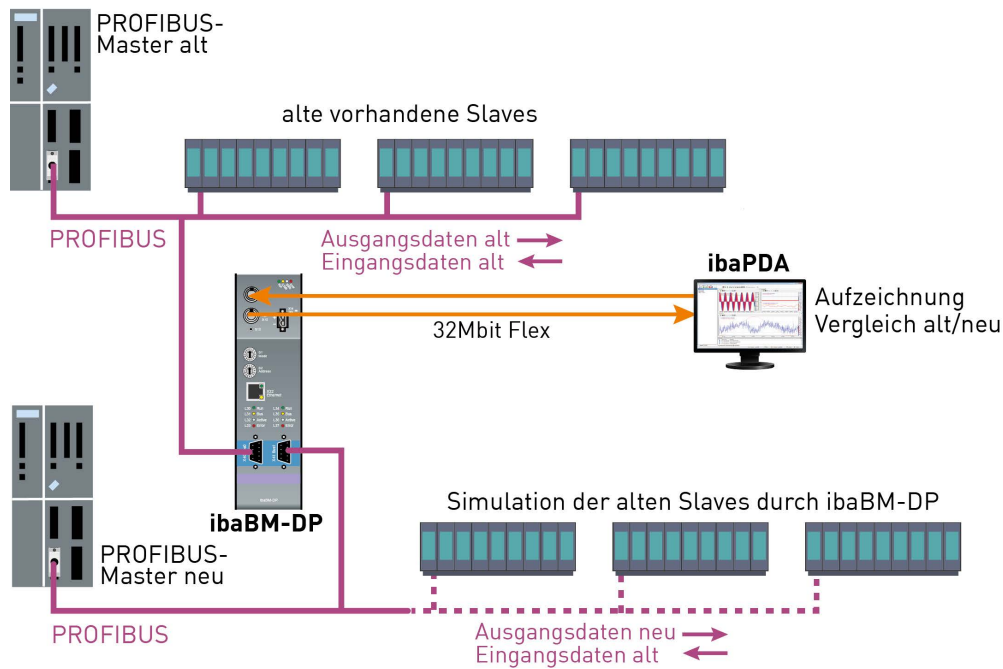 PROFIBUS-
Master alt
alte vorhandene Slaves
PROFIBUS
Ausgangsdaten alt
Eingangsdaten alt
ibaPDA
Aufzeichnung
Vergleich alt/neu
32Mbit Flex
ibaBM-DP
Simulation der alten Slaves durch ibaBM-DP
PROFIBUS-
Master neu
PROFIBUS
Ausgangsdaten neu
Eingangsdaten alt